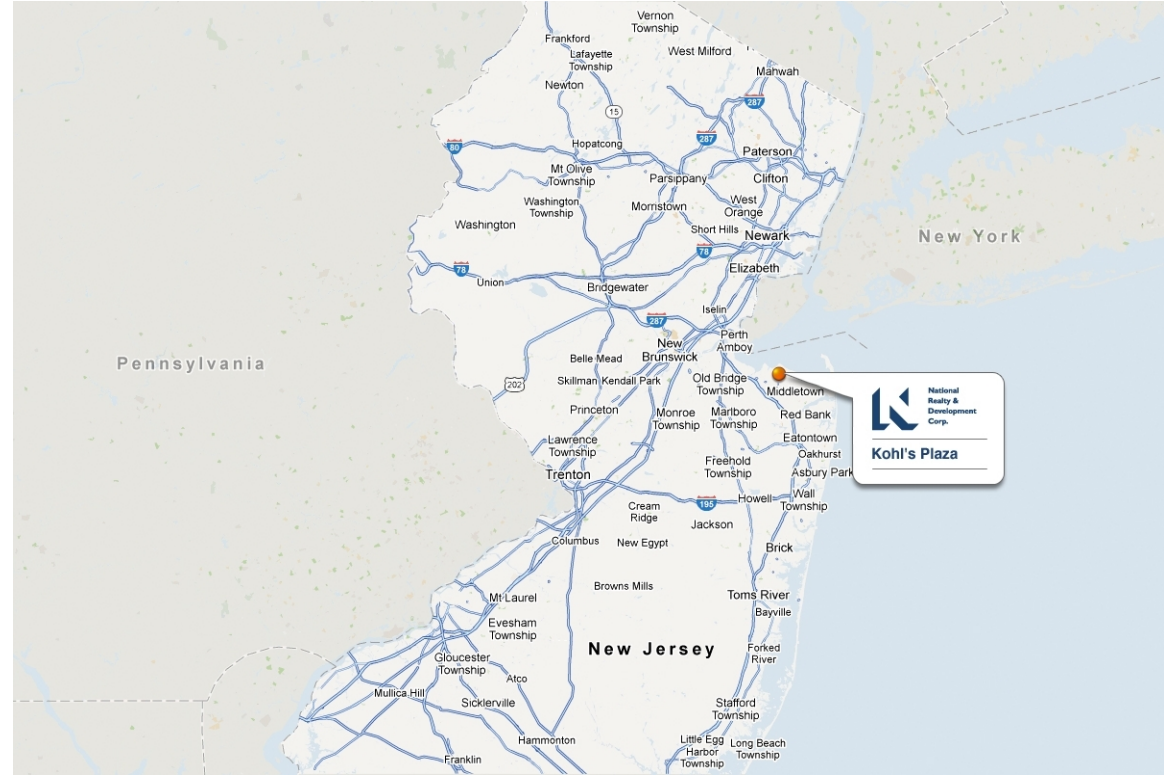 Vernon
Township
Frankford
Lafayette
Township
West Milford
Mahwah
Newton
287
15
287
Hopatcong
80
Paterson
Mt Olive
Township
Parsippany
Clifton
Washington
Township
Morristown
West
Orange
Washington
Short Hills
Newark
New York
78
78
Elizabeth
Union
Bridgewater
Iselin
287
Perth
Amboy
New
Brunswick
Pennsylvania
Belle Mead
202
Skillman
Kendall Park
Old Bridge
Township
Middletown
National
Realty &
Development
Corp.
Kohl's Plaza
Princeton
Monroe
Township
Marlboro
Township
Red Bank
Eatontown
Lawrence
Township
Oakhurst
Freehold
Township
Asbury Park
Trenton
195
Howell
Wall
Township
Cream
Ridge
Jackson
Columbus
New Egypt
Brick
Browns Mills
Toms River
Mt Laurel
Bayville
Evesham
Township
New Jersey
Forked
River
Gloucester
Township
Atco
Mullica Hill
Sicklerville
Stafford
Township
Hammonton
Little Egg
Harbor
Township
Long Beach
Township
Franklin